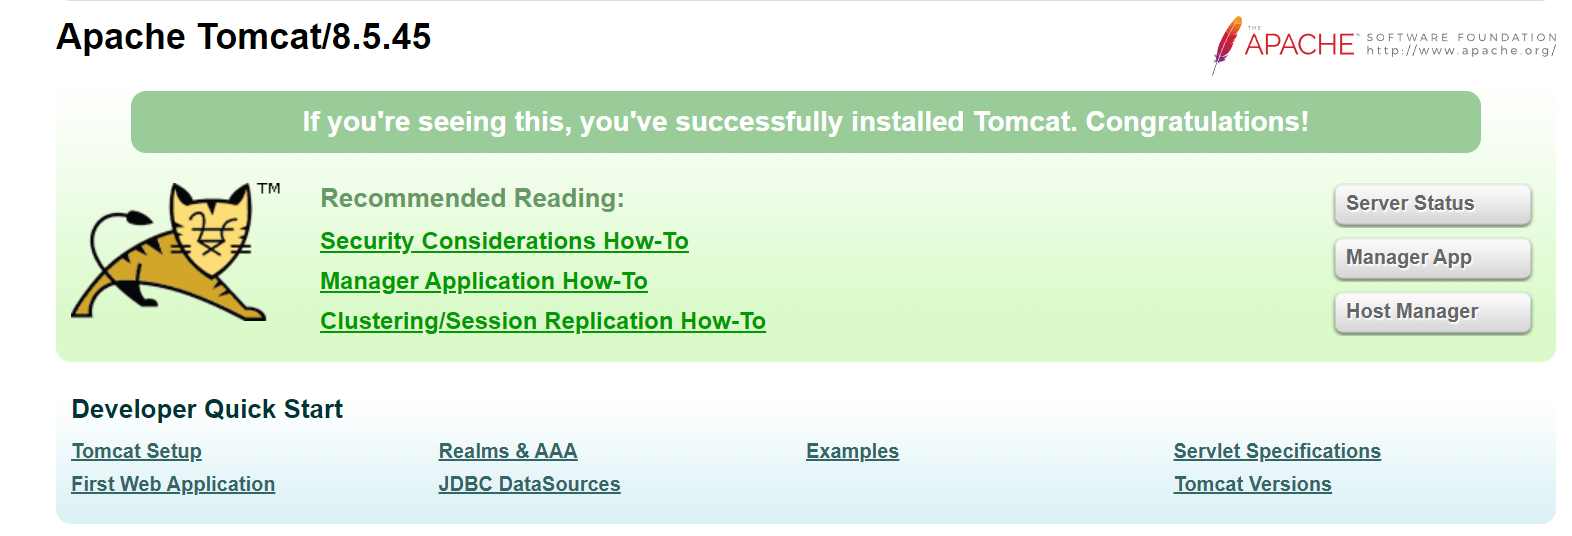 Apache Tomcat/8.5.45
THE
APACHE™ SOFTWARE FOUNDATION
http://www.apache.org/
If you're seeing this, you've successfully installed Tomcat. Congratulations!
TM
Recommended Reading:
Security Considerations How-To
Manager Application How-To
Clustering/Session Replication How-To
Server Status
Manager App
Host Manager
Developer Quick Start
Tomcat Setup
First Web Application
Realms & AAA
JDBC DataSources
Examples
Servlet Specifications
Tomcat Versions